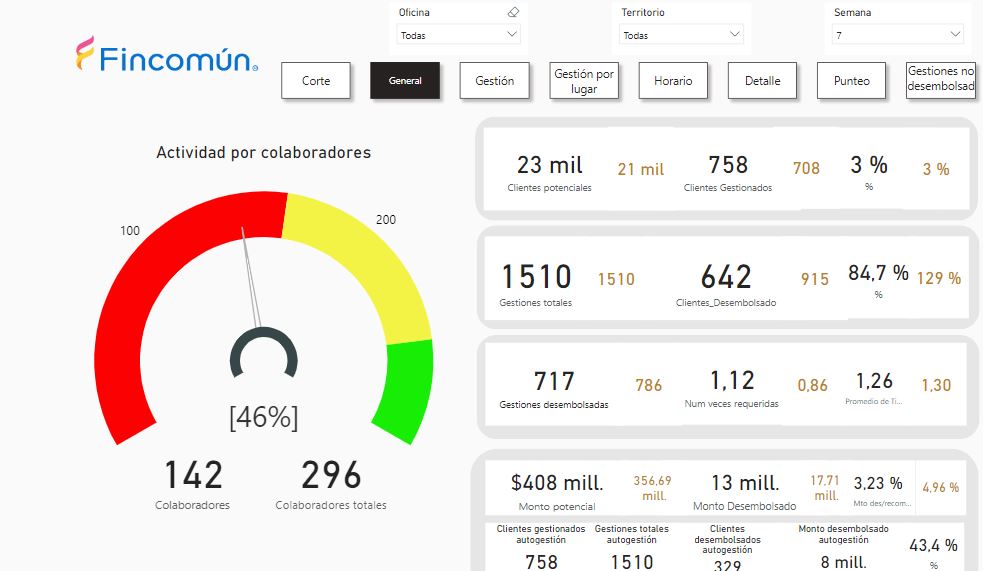 Oficina
Todas
Territorio
Todas
Semana
7
Fincomún®
Corte
General
Gestión
Gestión por
lugar
Horario
Detalle
Punteo
Gestiones no
desembolsad
Actividad por colaboradores
100
200
[46%]
142
Colaboradores
296
Colaboradores totales
23 mil
Clientes potenciales
21 mil
758
Clientes Gestionados
708
3 %
%
3 %
1510
Gestiones totales
1510
642
Clientes_Desembolsado
915
84,7 %
%
129 %
717
Gestiones desembolsadas
786
1,12
Num veces requeridas
0,86
1,26
Promedio de Ti...
1,30
$408 mill.
Monto potencial
356,69
mill.
13 mill.
Monto Desembolsado
17,71
mill.
3,23 %
Mto des/recom...
4,96 %
Clientes gestionados
autogestión
758
Gestiones totales
autogestión
1510
Clientes
desembolsados
autogestión
329
Monto desembolsado
autogestión
8 mill.
43,4 %
%